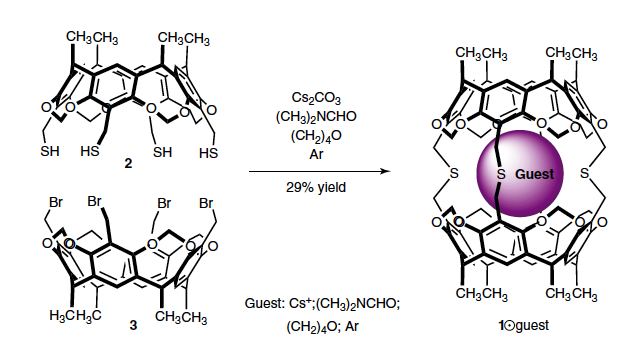 CH₃CH₃ CH₃CH₃
O O O O O O
SH HS SH HS
2
Br Br Br Br
O O O O O
H₃CH₃C CH₃CH₃
3
Cs₂CO₃
(CH₃)₂NCHO
(CH₂)₄O
Ar
29% yield
Guest: Cs⁺;(CH₃)₂NCHO;
(CH₂)₄O; Ar
CH₃CH₃ CH₃CH₃
O O O O O O
S S Guest S
O O O O O O
CH₃CH₃ CH₃CH₃
1⊙guest